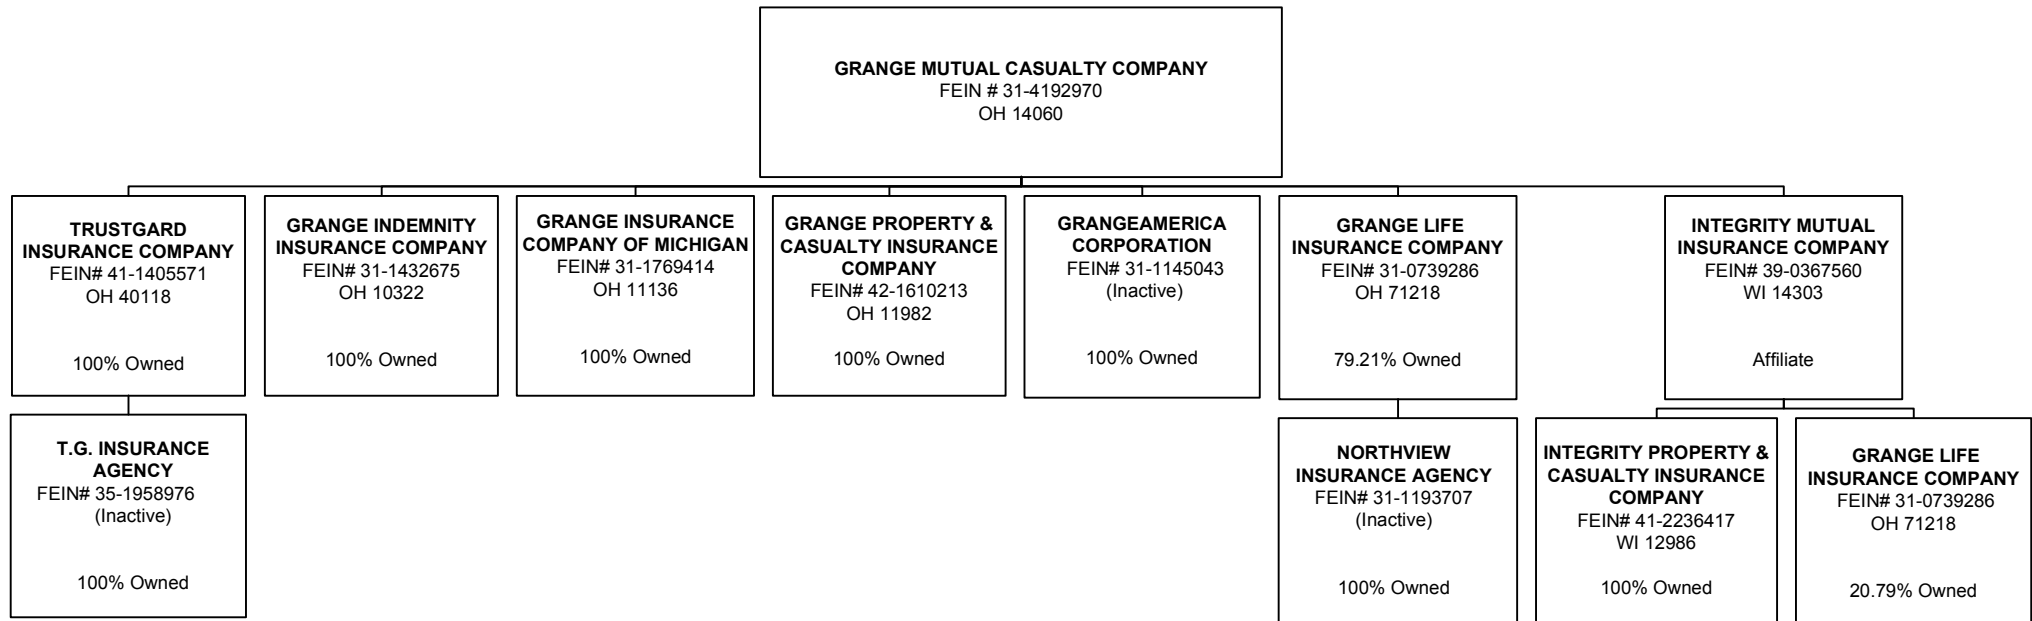 GRANGE MUTUAL CASUALTY COMPANY
FEIN # 31-4192970
OH 14060
TRUSTGARD
INSURANCE COMPANY
FEIN# 41-1405571
OH 40118
100% Owned
GRANGE INDEMNITY
INSURANCE COMPANY
FEIN# 31-1432675
OH 10322
100% Owned
GRANGE INSURANCE
COMPANY OF MICHIGAN
FEIN# 31-1769414
OH 11136
100% Owned
GRANGE PROPERTY &
CASUALTY INSURANCE
COMPANY
FEIN# 42-1610213
OH 11982
100% Owned
GRANGEAMERICA
CORPORATION
FEIN# 31-1145043
(Inactive)
100% Owned
GRANGE LIFE
INSURANCE COMPANY
FEIN# 31-0739286
OH 71218
79.21% Owned
INTEGRITY MUTUAL
INSURANCE COMPANY
FEIN# 39-0367560
WI 14303
Affiliate
T.G. INSURANCE
AGENCY
FEIN# 35-1958976
(Inactive)
100% Owned
NORTHVIEW
INSURANCE AGENCY
FEIN# 31-1193707
(Inactive)
100% Owned
INTEGRITY PROPERTY &
CASUALTY INSURANCE
COMPANY
FEIN# 41-2236417
WI 12986
100% Owned
GRANGE LIFE
INSURANCE COMPANY
FEIN# 31-0739286
OH 71218
20.79% Owned